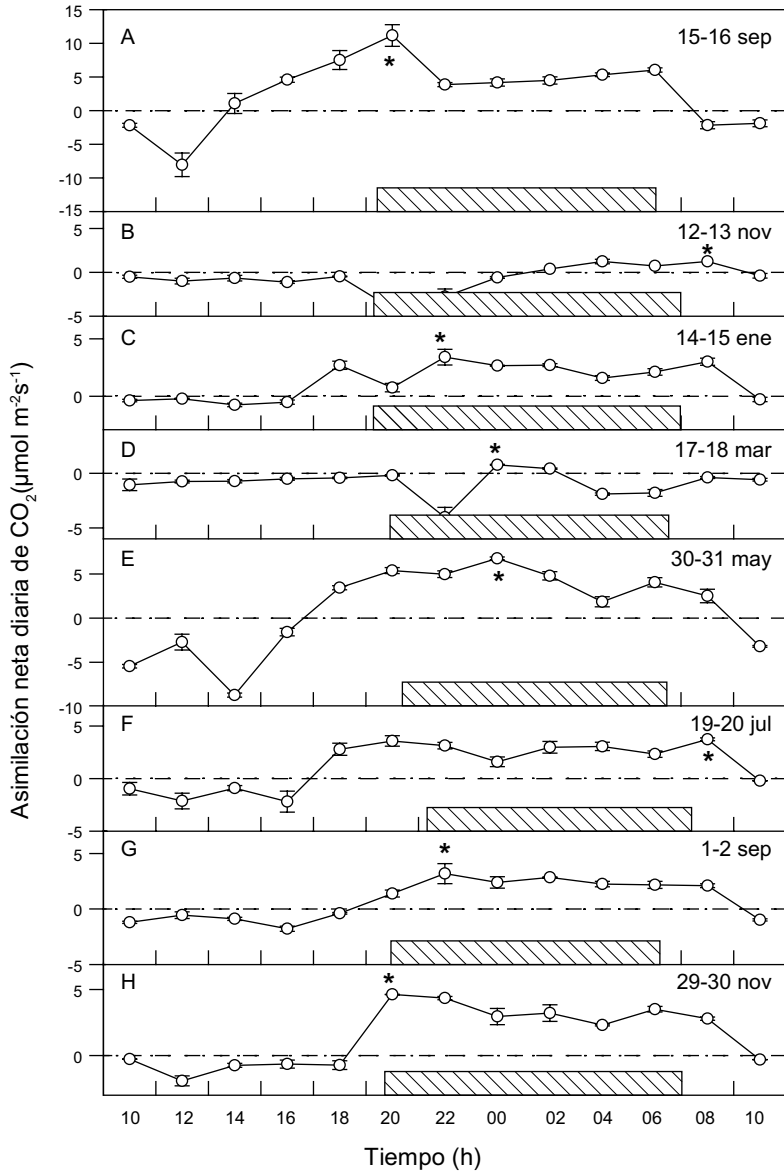 Asimilación neta diaria de CO₂(µmol m⁻²s⁻¹)
A
15-16 sep
15
10
5
0
-5
-10
-15
*
B
12-13 nov
5
0
-5
*
C
14-15 ene
5
0
*
D
17-18 mar
0
-5
*
E
30-31 may
5
0
-5
-10
*
F
19-20 jul
5
0
-5
*
G
1-2 sep
5
0
-5
*
H
29-30 nov
5
0
*
10 12 14 16 18 20 22 00 02 04 06 08 10
Tiempo (h)